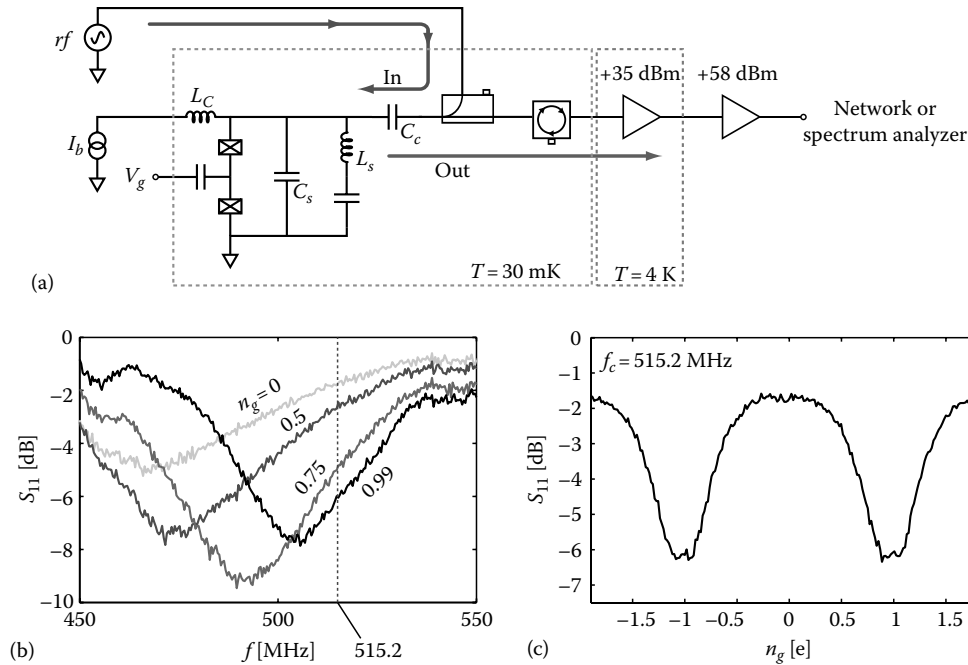 rf
In
+35 dBm
+58 dBm
L_C
C_c
Network or
spectrum analyzer
I_b
V_g
C_s
L_s
Out
(a)
T = 30 mK
T = 4 K
0
−2
−4
−6
−8
−10
S_11 [dB]
n_g = 0
0.5
0.75
0.99
450
500
550
f [MHz]
515.2
(b)
0
−1
−2
−3
−4
−5
−6
−7
S_11 [dB]
f_c = 515.2 MHz
−1.5
−1
−0.5
0
0.5
1
1.5
n_g [e]
(c)